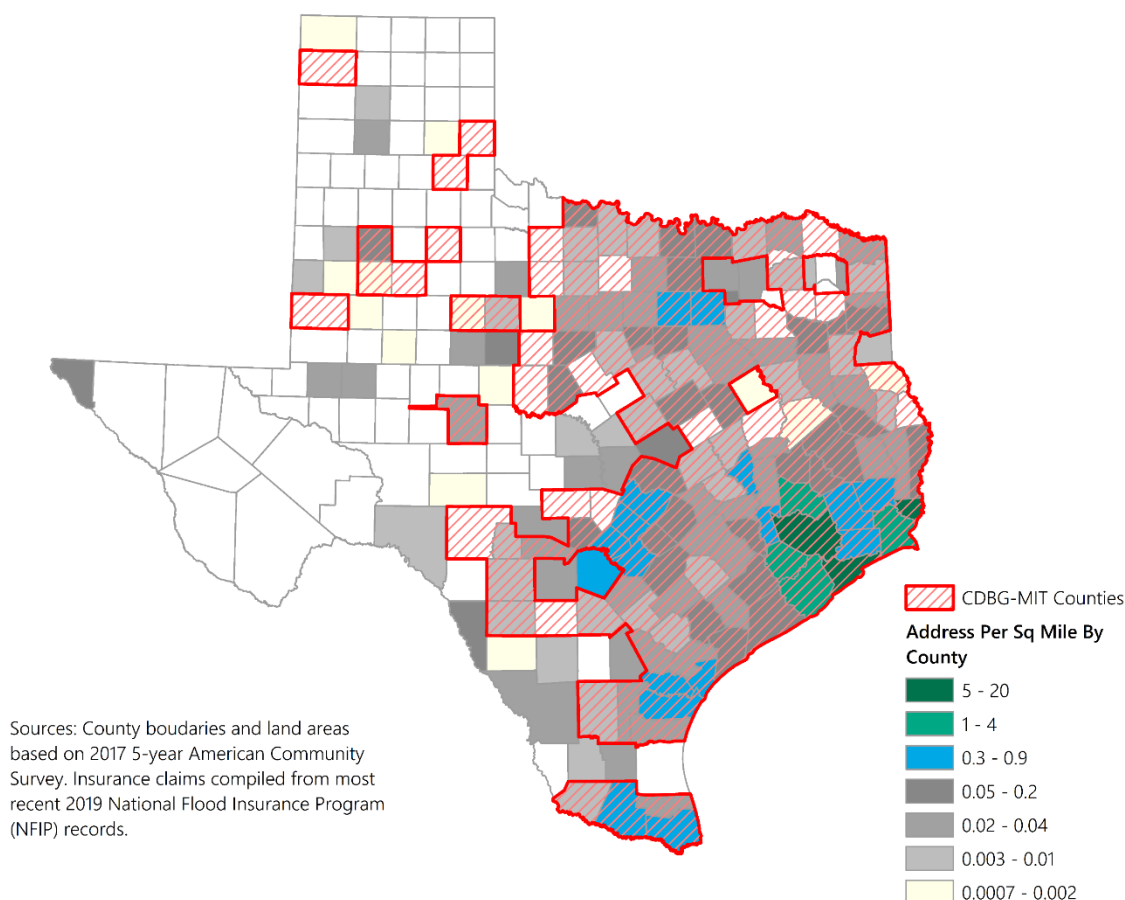 CDBG-MIT Counties
Address Per Sq Mile By
County
5 - 20
1 - 4
0.3 - 0.9
0.05 - 0.2
0.02 - 0.04
0.003 - 0.01
0.0007 - 0.002
Sources: County boudaries and land areas
based on 2017 5-year American Community
Survey. Insurance claims compiled from most
recent 2019 National Flood Insurance Program
(NFIP) records.